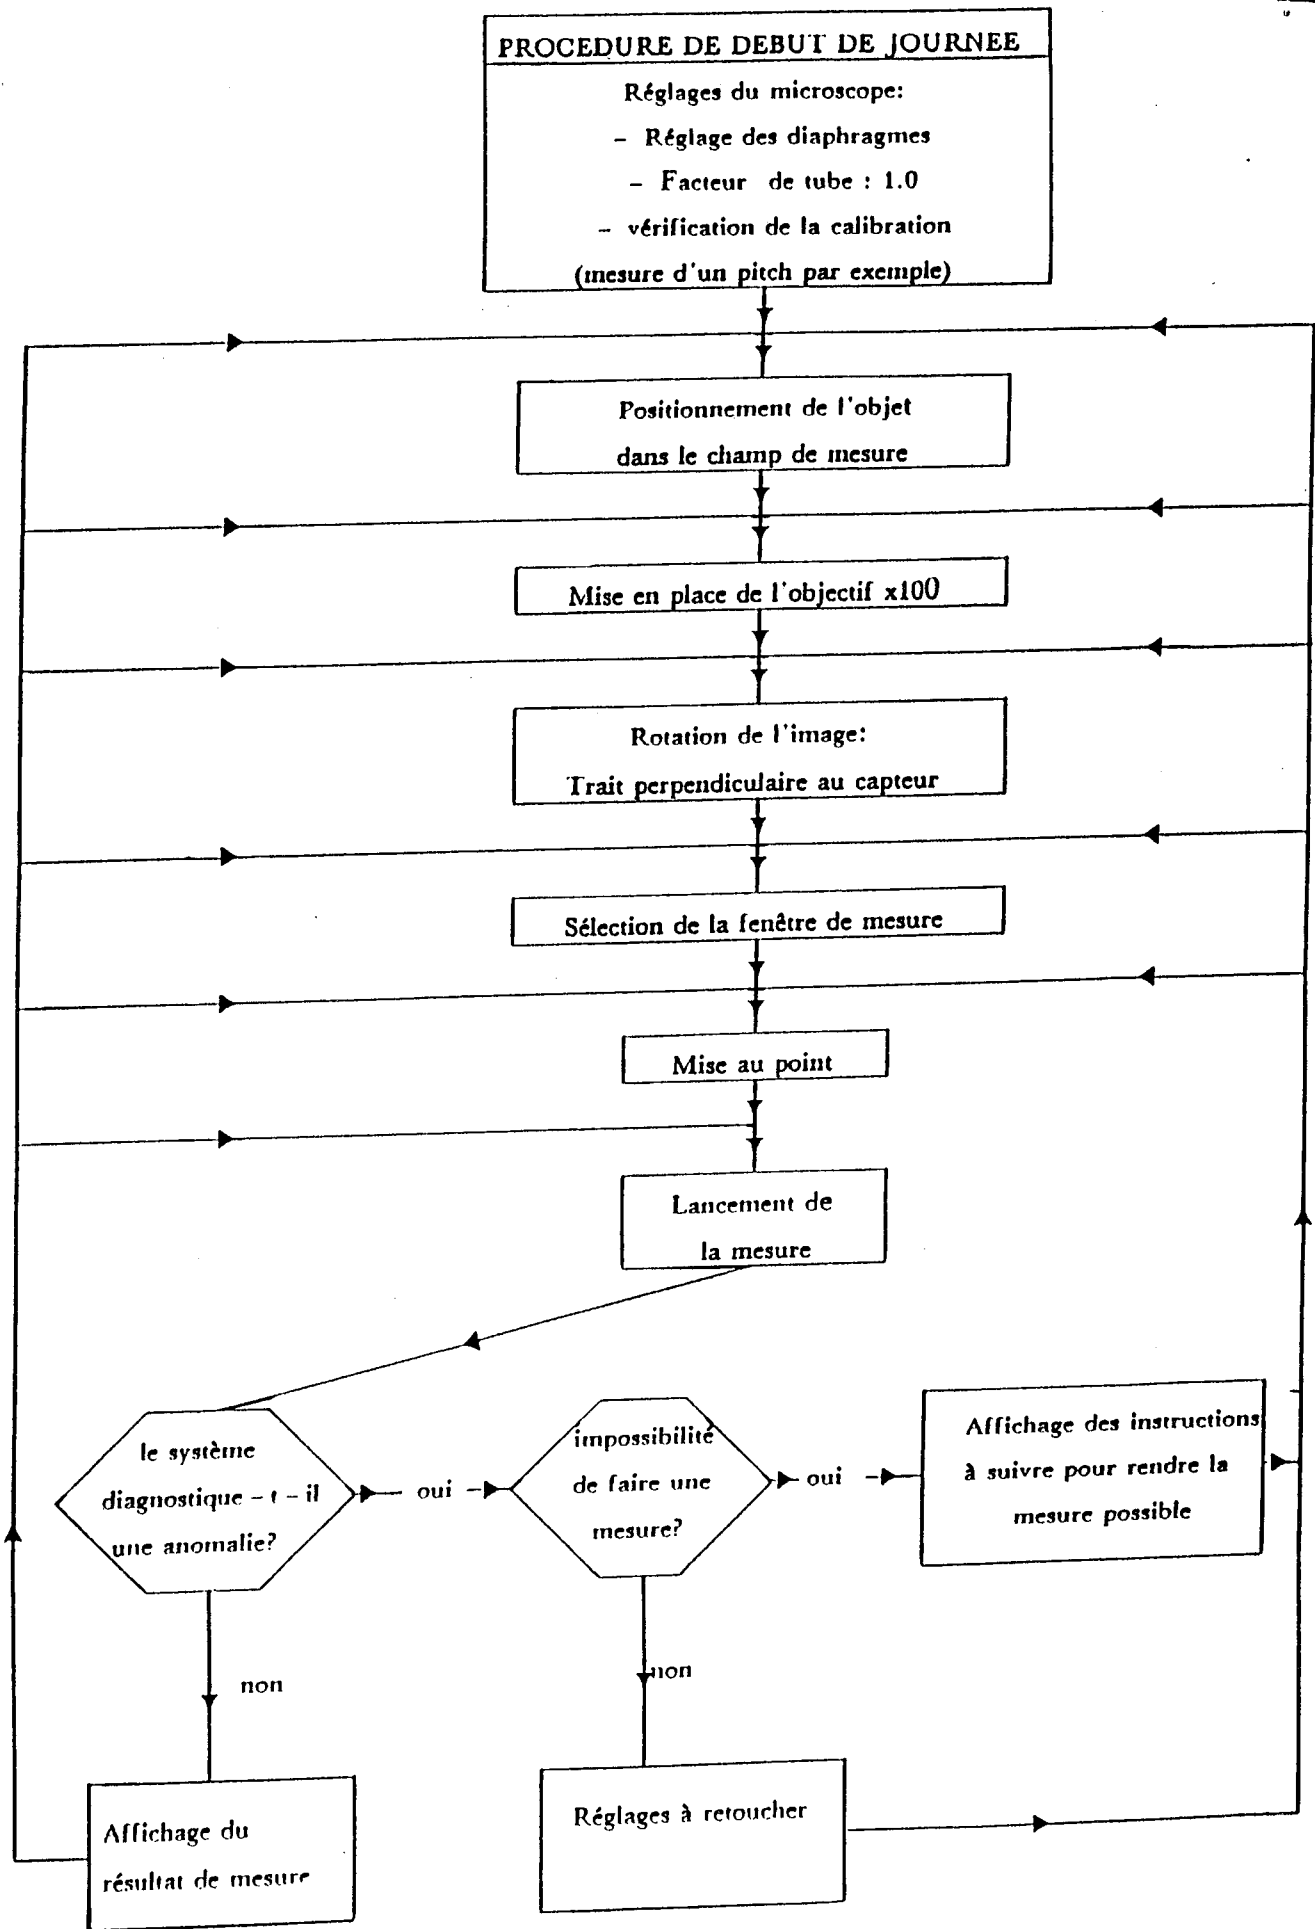 PROCEDURE DE DEBUT DE JOURNEE
Réglages du microscope:
– Réglage des diaphragmes
– Facteur de tube : 1.0
– vérification de la calibration
(mesure d'un pitch par exemple)
Positionnement de l'objet
dans le champ de mesure
Mise en place de l'objectif x100
Rotation de l'image:
Trait perpendiculaire au capteur
Sélection de la fenêtre de mesure
Mise au point
Lancement de
la mesure
le système
diagnostique – t – il
une anomalie?
oui
impossibilité
de faire une
mesure?
oui
Affichage des instructions
à suivre pour rendre la
mesure possible
non
non
Affichage du
résultat de mesure
Réglages à retoucher